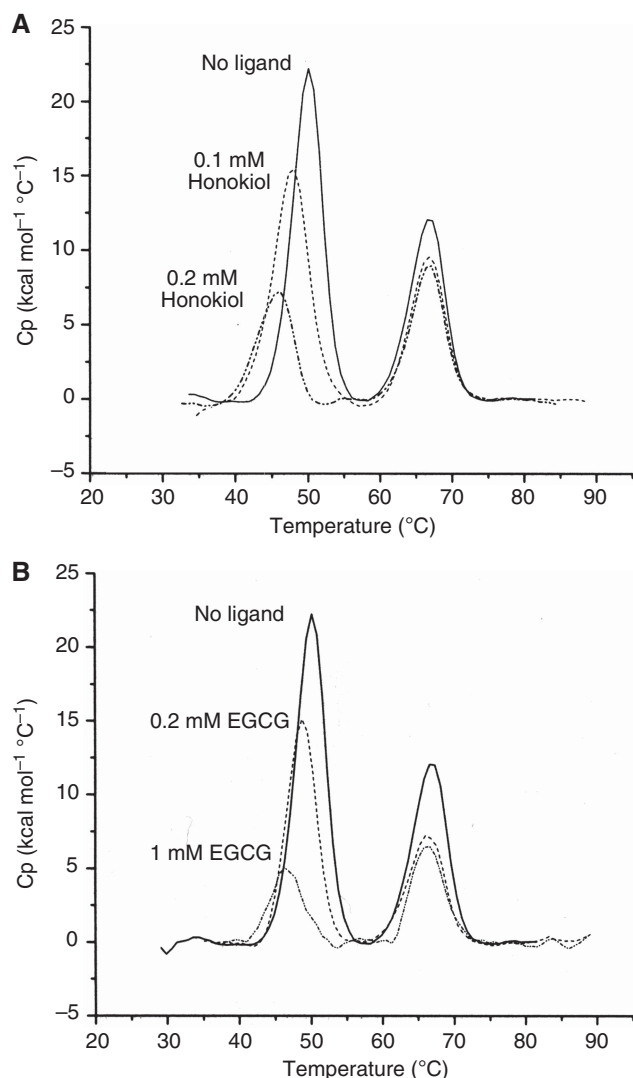 A
25
20
15
10
5
0
–5
Cp (kcal mol⁻¹ °C⁻¹)
No ligand
0.1 mM
Honokiol
0.2 mM
Honokiol
20 30 40 50 60 70 80 90
Temperature (°C)
B
25
20
15
10
5
0
–5
Cp (kcal mol⁻¹ °C⁻¹)
No ligand
0.2 mM EGCG
1 mM EGCG
20 30 40 50 60 70 80 90
Temperature (°C)